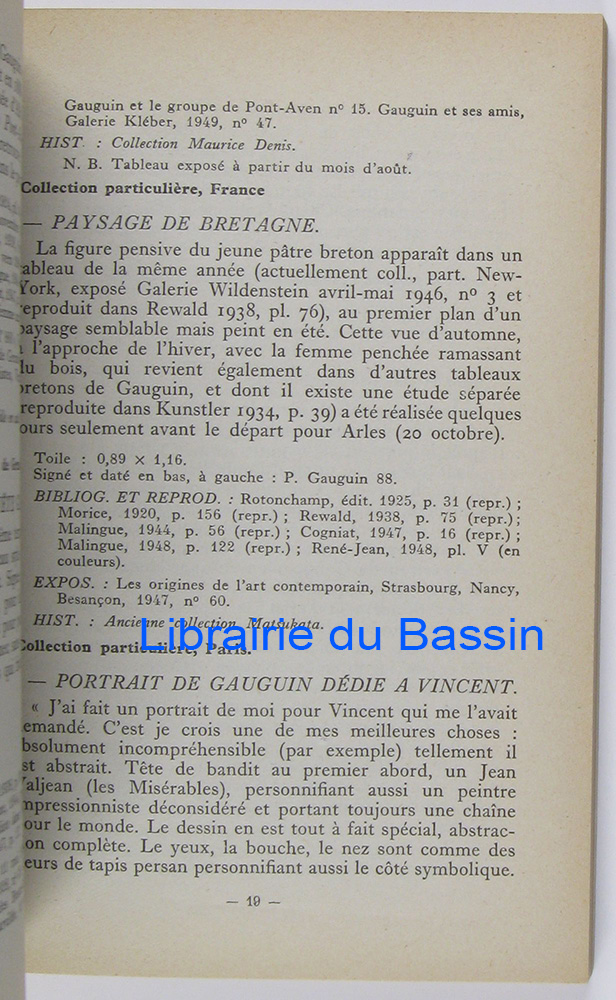 Gauguin et le groupe de Pont-Aven nº 15. Gauguin et ses amis,
Galerie Kléber, 1949, nº 47.
HIST. : Collection Maurice Denis.
N. B. Tableau exposé à partir du mois d'août.
Collection particulière, France
— PAYSAGE DE BRETAGNE.
La figure pensive du jeune pâtre breton apparaît dans un
ableau de la même année (actuellement coll., part. New-
York, exposé Galerie Wildenstein avril-mai 1946, nº 3 et
eproduit dans Rewald 1938, pl. 76), au premier plan d'un
paysage semblable mais peint en été. Cette vue d'automne,
à l'approche de l'hiver, avec la femme penchée ramassant
du bois, qui revient également dans d'autres tableaux
bretons de Gauguin, et dont il existe une étude séparée
reproduite dans Kunstler 1934, p. 39) a été réalisée quelques
ours seulement avant le départ pour Arles (20 octobre).
Toile : 0,89 × 1,16.
Signé et daté en bas, à gauche : P. Gauguin 88.
BIBLIOG. ET REPROD. : Rotonchamp, édit. 1925, p. 31 (repr.) ;
Morice, 1920, p. 156 (repr.) ; Rewald, 1938, p. 75 (repr.) ;
Malingue, 1944, p. 56 (repr.) ; Cogniat, 1947, p. 16 (repr.) ;
Malingue, 1948, p. 122 (repr.) ; René-Jean, 1948, pl. V (en
couleurs).
EXPOS. : Les origines de l'art contemporain, Strasbourg, Nancy,
Besançon, 1947, nº 60.
HIST. : Ancienne collection Matsukata.
Librairie du Bassin
Collection particulière, Paris.
— PORTRAIT DE GAUGUIN DÉDIE A VINCENT.
« J'ai fait un portrait de moi pour Vincent qui me l'avait
emandé. C'est je crois une de mes meilleures choses :
bsolument incompréhensible (par exemple) tellement il
st abstrait. Tête de bandit au premier abord, un Jean
Valjean (les Misérables), personnifiant aussi un peintre
mpressionniste déconsidéré et portant toujours une chaîne
our le monde. Le dessin en est tout à fait spécial, abstrac-
on complète. Le yeux, la bouche, le nez sont comme des
eurs de tapis persan personnifiant aussi le côté symbolique.
— 19 —